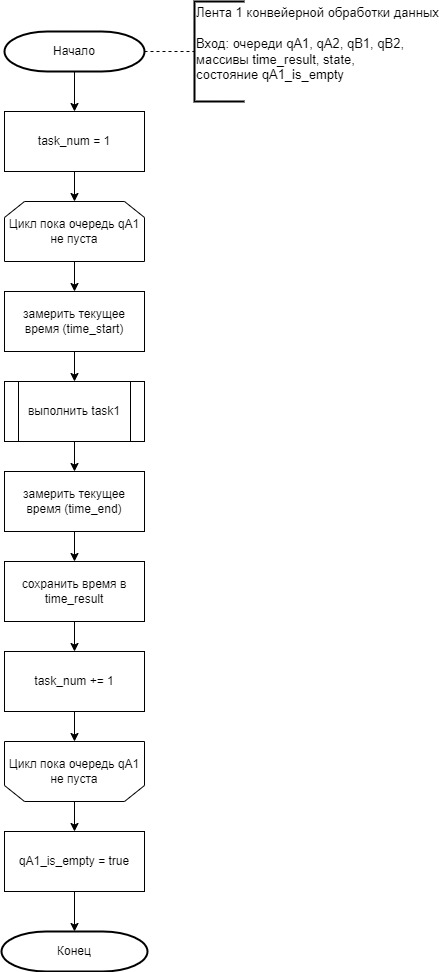 Лента 1 конвейерной обработки данных
Вход: очереди qA1, qA2, qB1, qB2,
массивы time_result, state,
состояние qA1_is_empty
Начало
task_num = 1
Цикл пока очередь qA1
не пуста
замерить текущее
время (time_start)
выполнить task1
замерить текущее
время (time_end)
сохранить время в
time_result
task_num += 1
Цикл пока очередь qA1
не пуста
qA1_is_empty = true
Конец